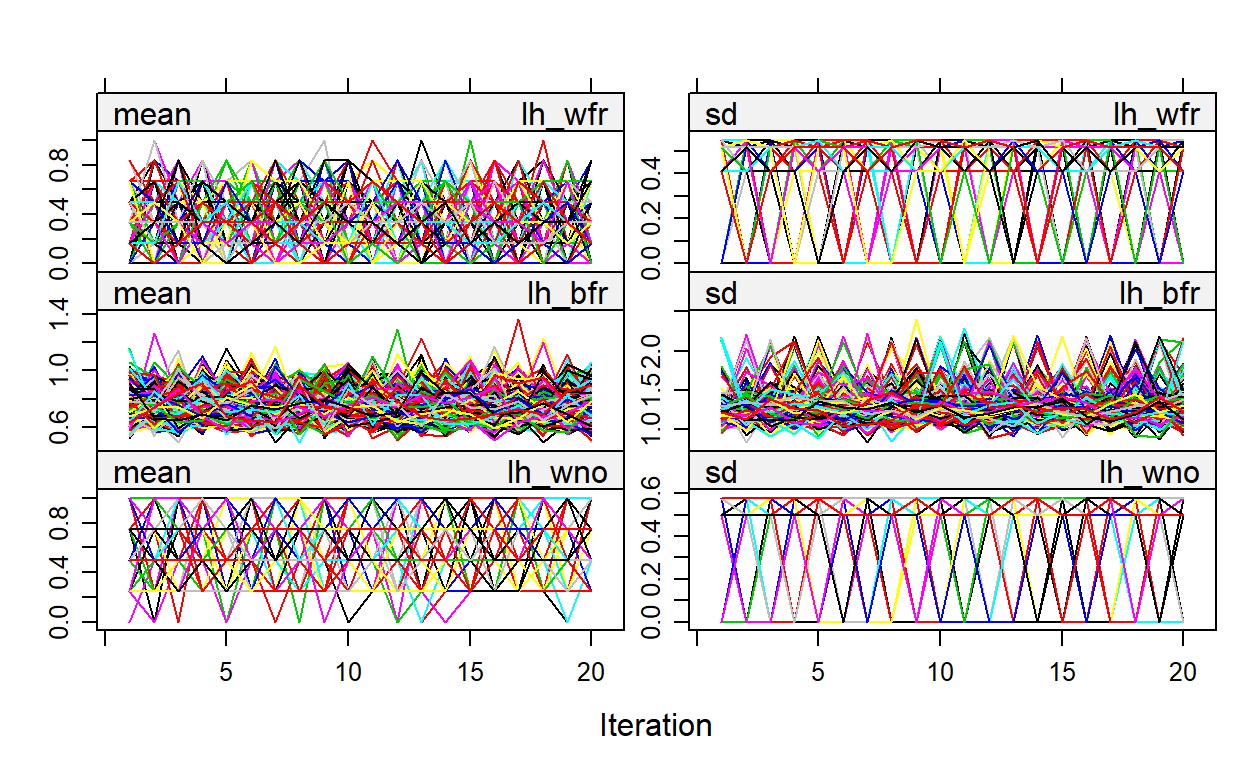 mean lh_wfr
sd lh_wfr
0.0 0.4 0.8
0.0 0.2 0.4
mean lh_bfr
sd lh_bfr
0.6 1.0 1.4
1.0 1.5 2.0
mean lh_wno
sd lh_wno
0.0 0.4 0.8
0.0 0.2 0.4 0.6
5 10 15 20
5 10 15 20
Iteration